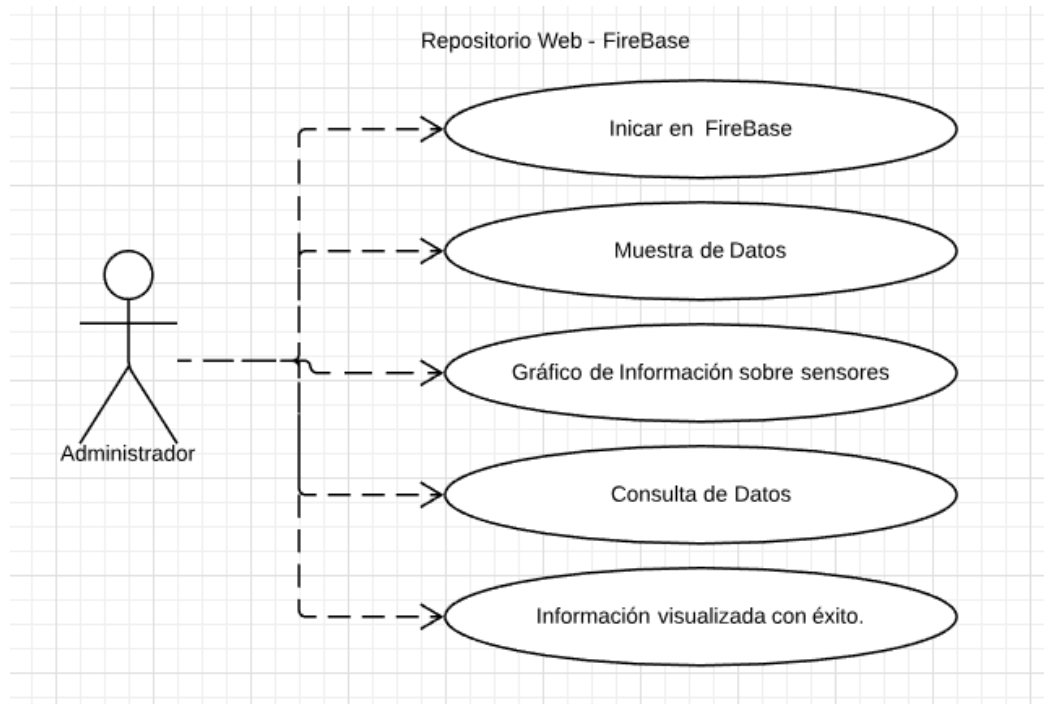 Repositorio Web - FireBase
Inicar en FireBase
Muestra de Datos
Gráfico de Información sobre sensores
Administrador
Consulta de Datos
Información visualizada con éxito.